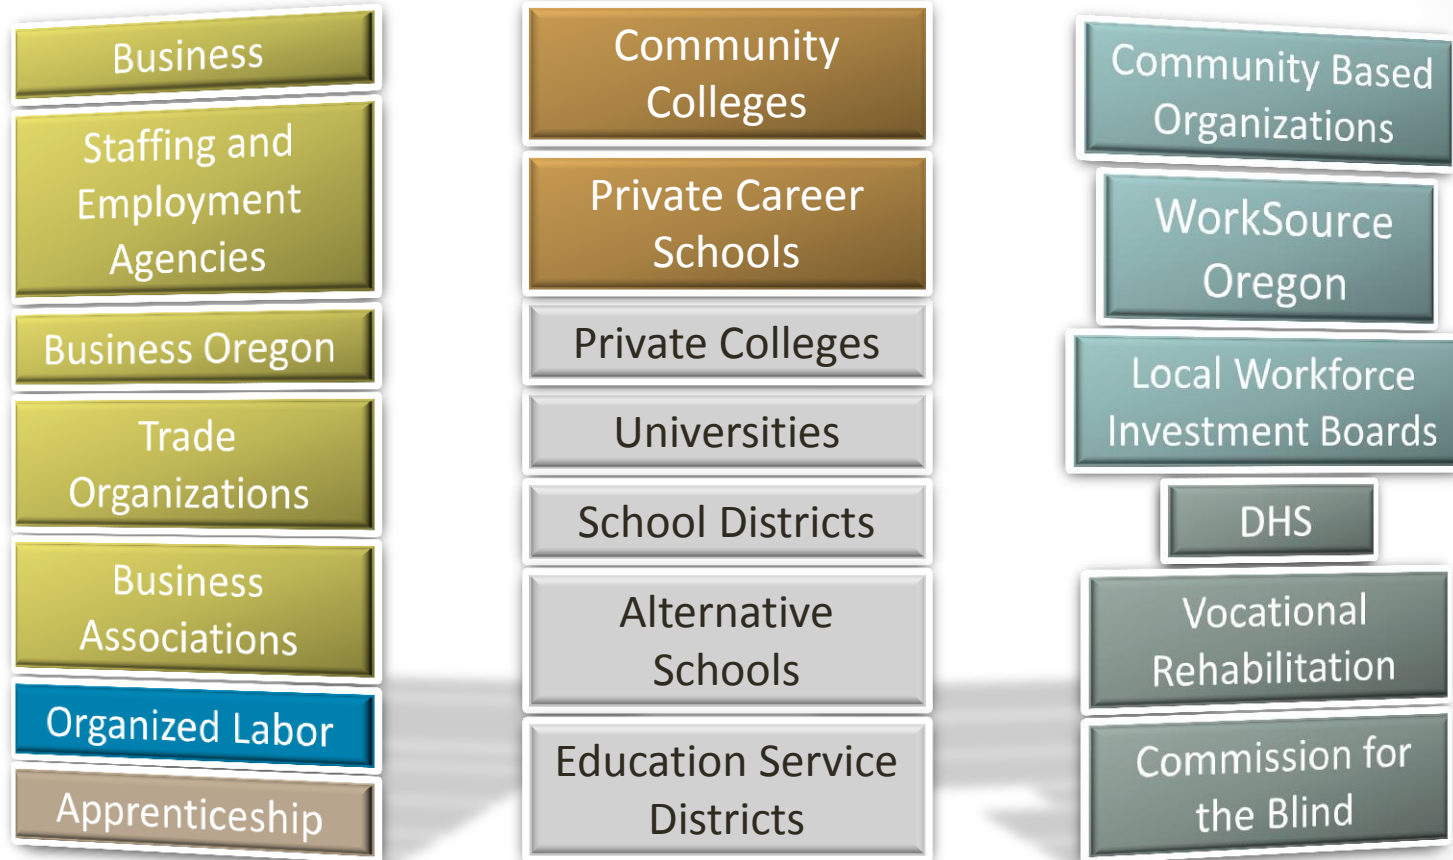 Business
Staffing and
Employment
Agencies
Business Oregon
Trade
Organizations
Business
Associations
Organized Labor
Apprenticeship
Community
Colleges
Private Career
Schools
Private Colleges
Universities
School Districts
Alternative
Schools
Education Service
Districts
Community Based
Organizations
WorkSource
Oregon
Local Workforce
Investment Boards
DHS
Vocational
Rehabilitation
Commission for
the Blind